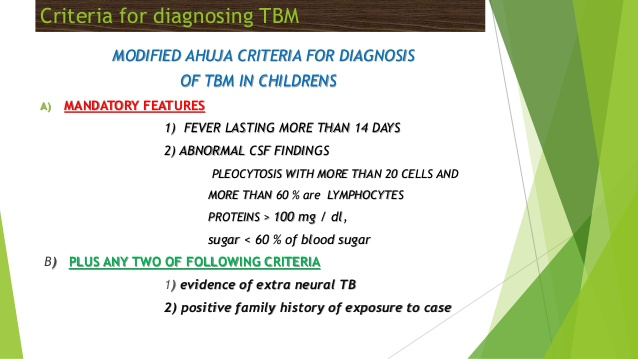 Criteria for diagnosing TBM
MODIFIED AHUJA CRITERIA FOR DIAGNOSIS
OF TBM IN CHILDRENS
A) MANDATORY FEATURES
1) FEVER LASTING MORE THAN 14 DAYS
2) ABNORMAL CSF FINDINGS
PLEOCYTOSIS WITH MORE THAN 20 CELLS AND
MORE THAN 60 % are LYMPHOCYTES
PROTEINS > 100 mg / dl,
sugar < 60 % of blood sugar
B) PLUS ANY TWO OF FOLLOWING CRITERIA
1) evidence of extra neural TB
2) positive family history of exposure to case